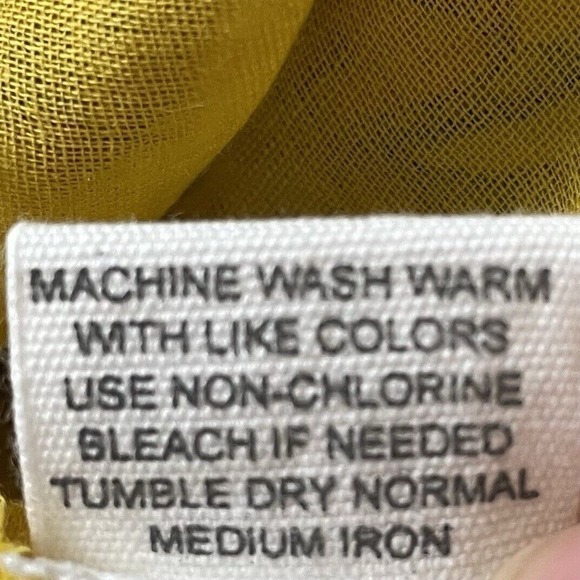 MACHINE WASH WARM
WITH LIKE COLORS
USE NON-CHLORINE
BLEACH IF NEEDED
TUMBLE DRY NORMAL
MEDIUM IRON